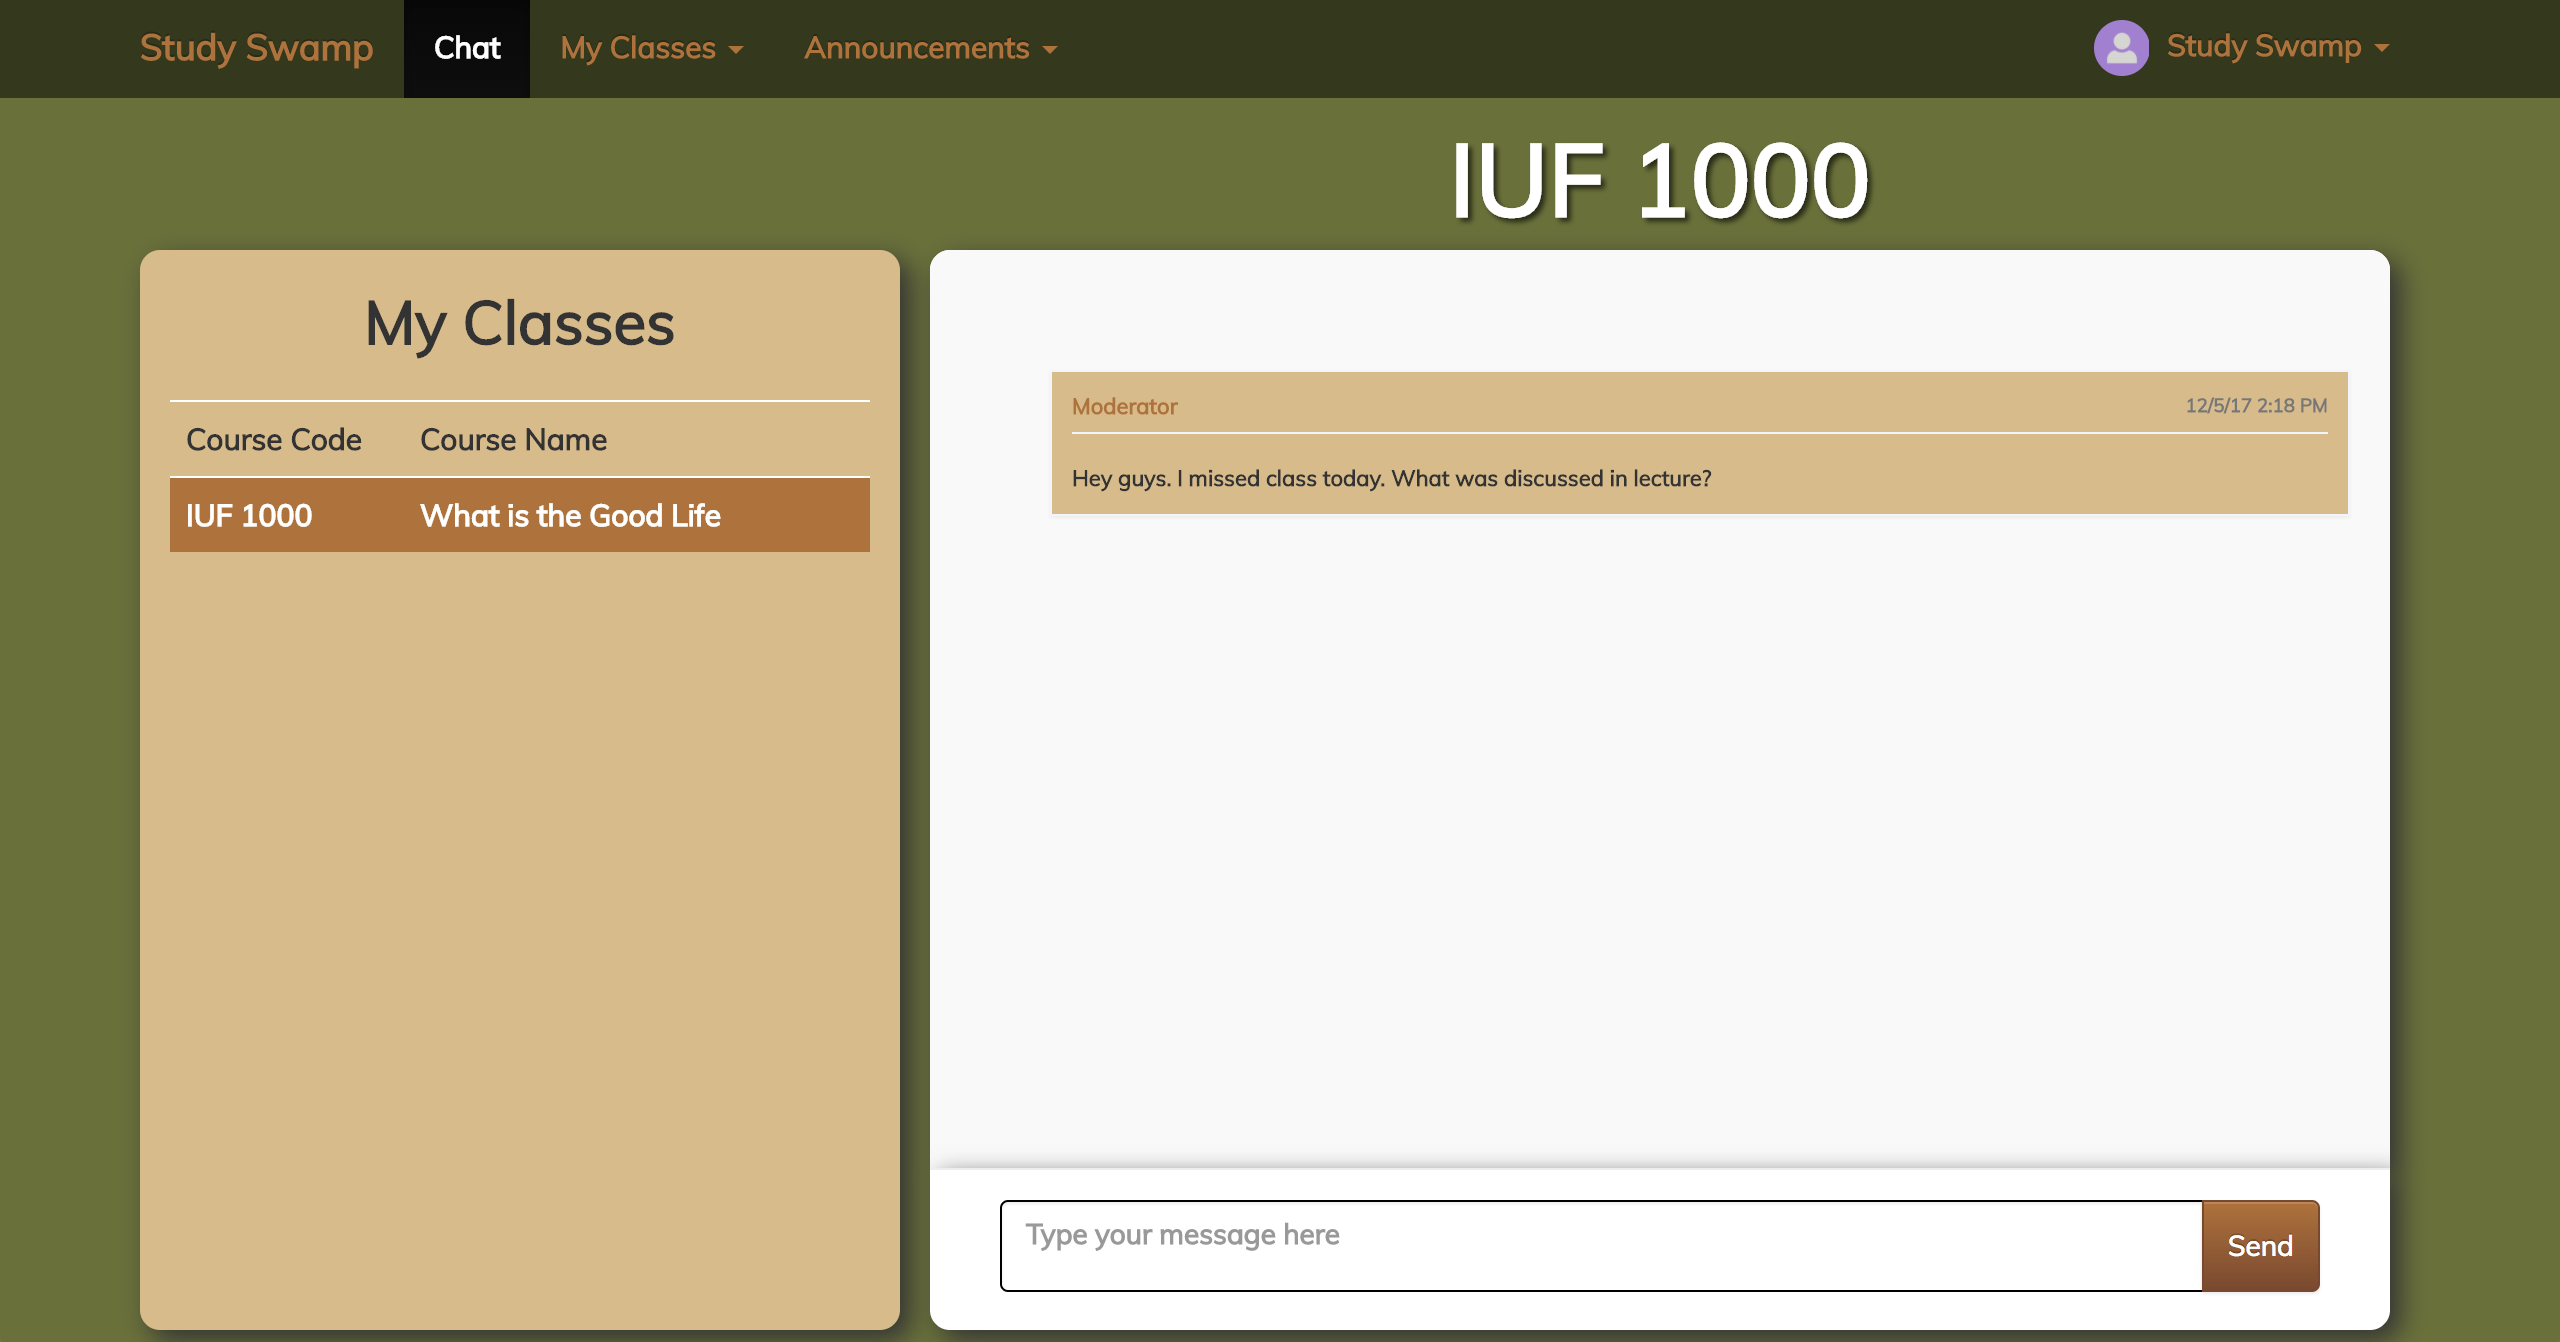 Study Swamp Chat My Classes Announcements Study Swamp
IUF 1000
My Classes
Course Code Course Name
IUF 1000 What is the Good Life
Moderator 12/5/17 2:18 PM
Hey guys. I missed class today. What was discussed in lecture?
Type your message here Send